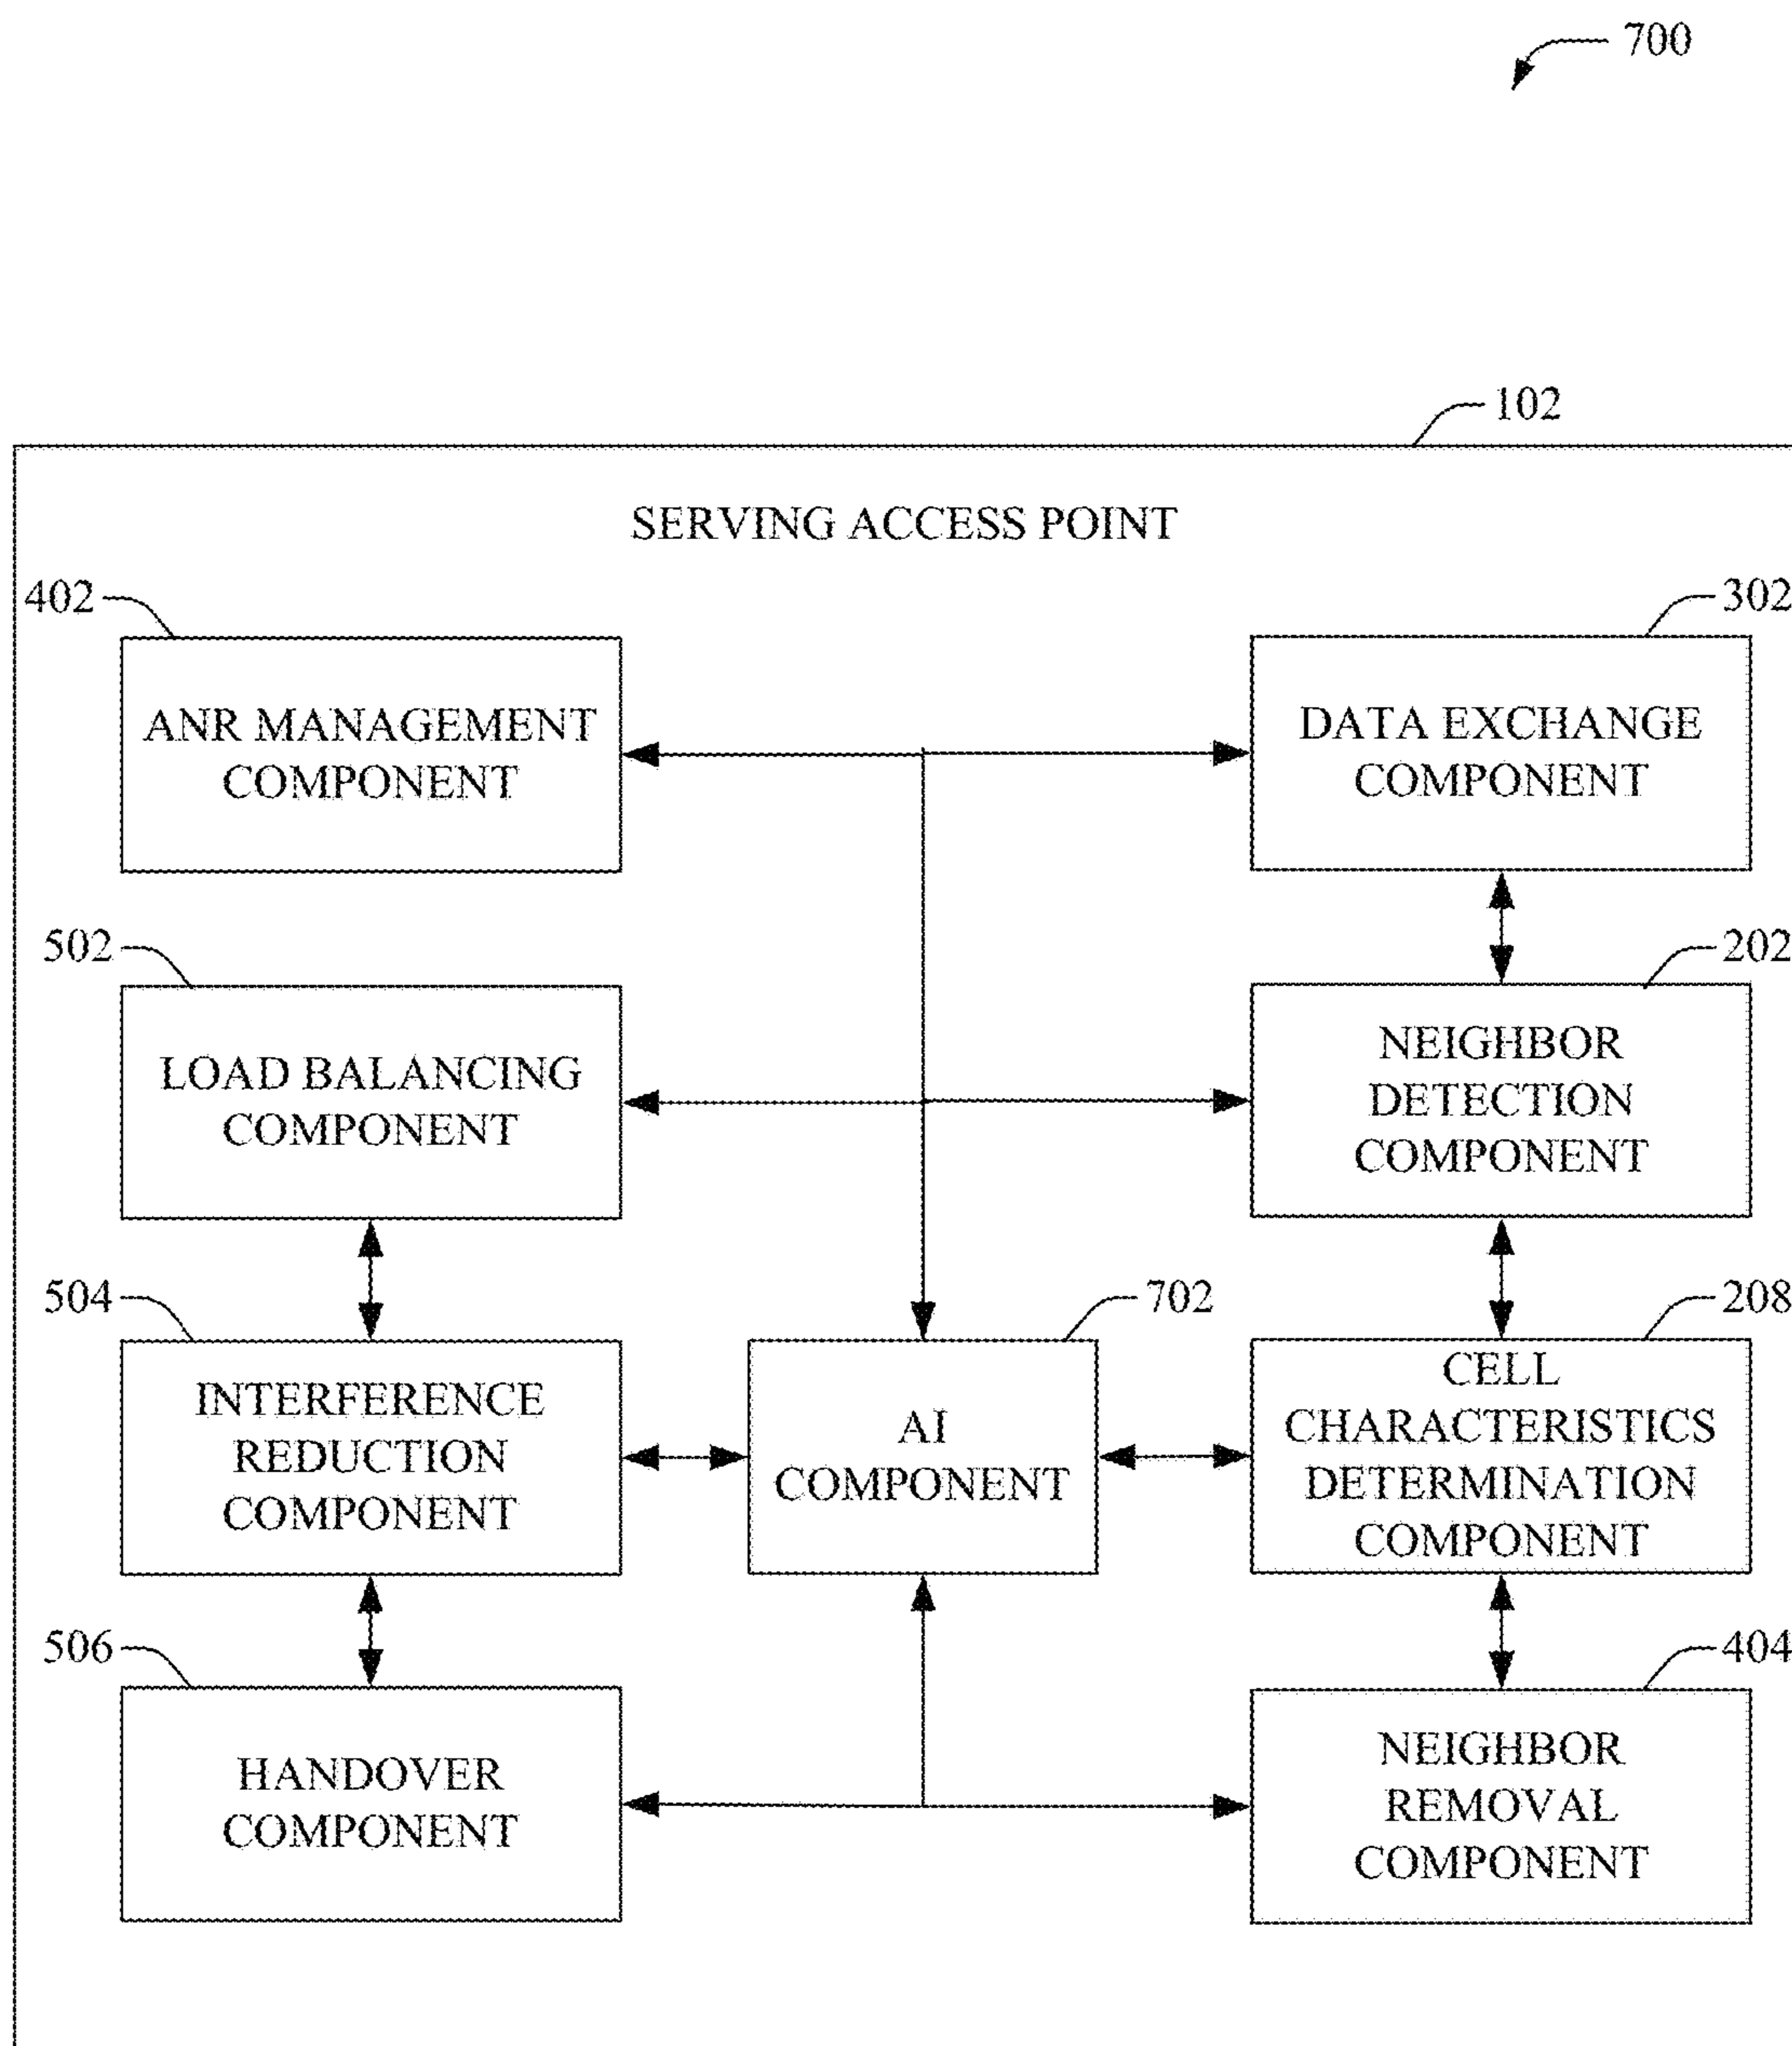 700
102
SERVING ACCESS POINT
402
302
ANR MANAGEMENT
COMPONENT
DATA EXCHANGE
COMPONENT
502
202
LOAD BALANCING
COMPONENT
NEIGHBOR
DETECTION
COMPONENT
504
702
208
INTERFERENCE
REDUCTION
COMPONENT
AI
COMPONENT
CELL
CHARACTERISTICS
DETERMINATION
COMPONENT
506
404
HANDOVER
COMPONENT
NEIGHBOR
REMOVAL
COMPONENT